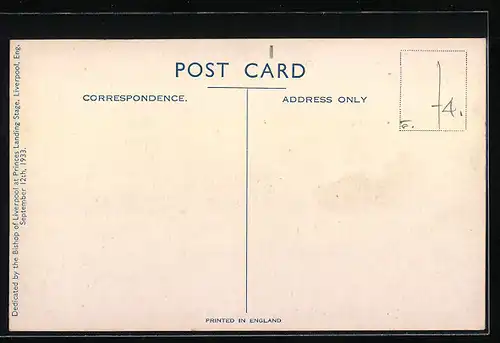 POST CARD
CORRESPONDENCE.
ADDRESS ONLY
-4.
Dedicated by the Bishop of Liverpool at Princes Landing Stage, Liverpool, Eng.
September 12th, 1933.
PRINTED IN ENGLAND